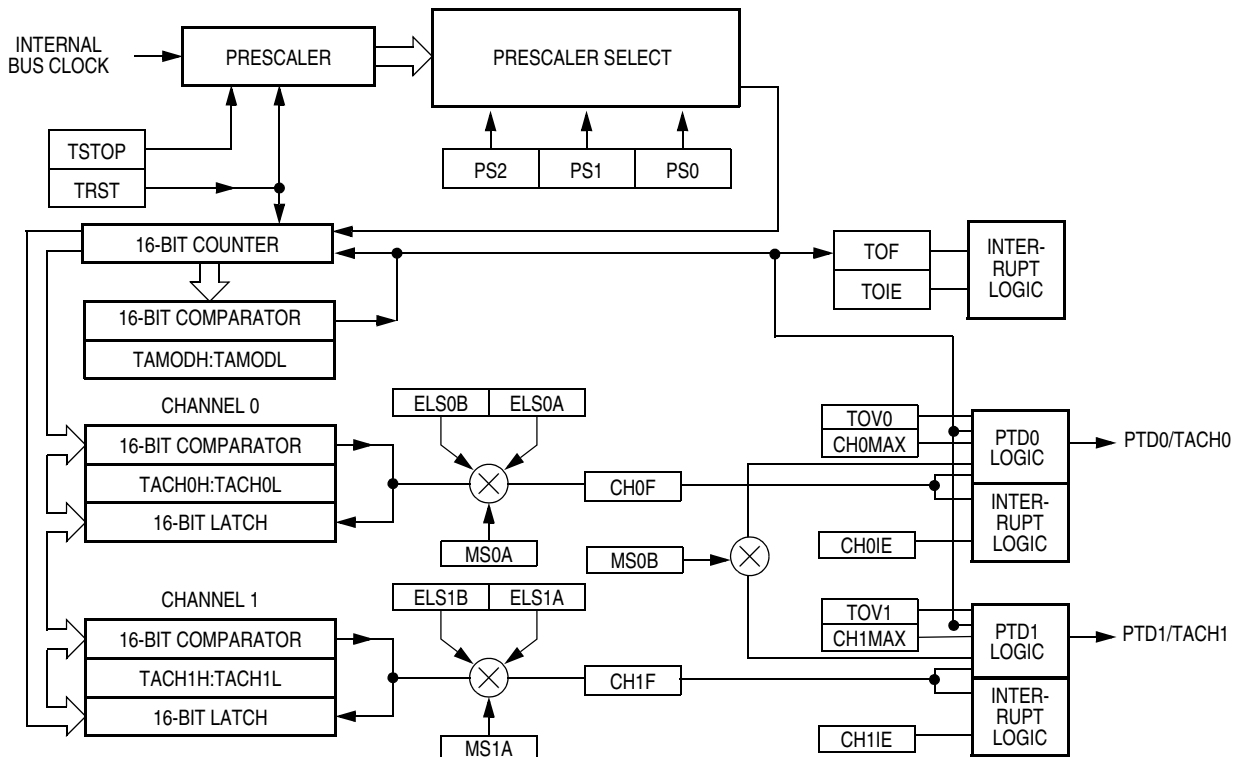 INTERNAL
BUS CLOCK
PRESCALER
PRESCALER SELECT
TSTOP
TRST
PS2
PS1
PS0
16-BIT COUNTER
TOF
TOIE
INTER-
RUPT
LOGIC
16-BIT COMPARATOR
TAMODH:TAMODL
CHANNEL 0
16-BIT COMPARATOR
TACH0H:TACH0L
16-BIT LATCH
ELS0B
ELS0A
MS0A
CH0F
TOV0
CH0MAX
PTD0
LOGIC
PTD0/TACH0
INTER-
RUPT
LOGIC
CH0IE
MS0B
CHANNEL 1
16-BIT COMPARATOR
TACH1H:TACH1L
16-BIT LATCH
ELS1B
ELS1A
MS1A
CH1F
TOV1
CH1MAX
PTD1
LOGIC
PTD1/TACH1
INTER-
RUPT
LOGIC
CH1IE